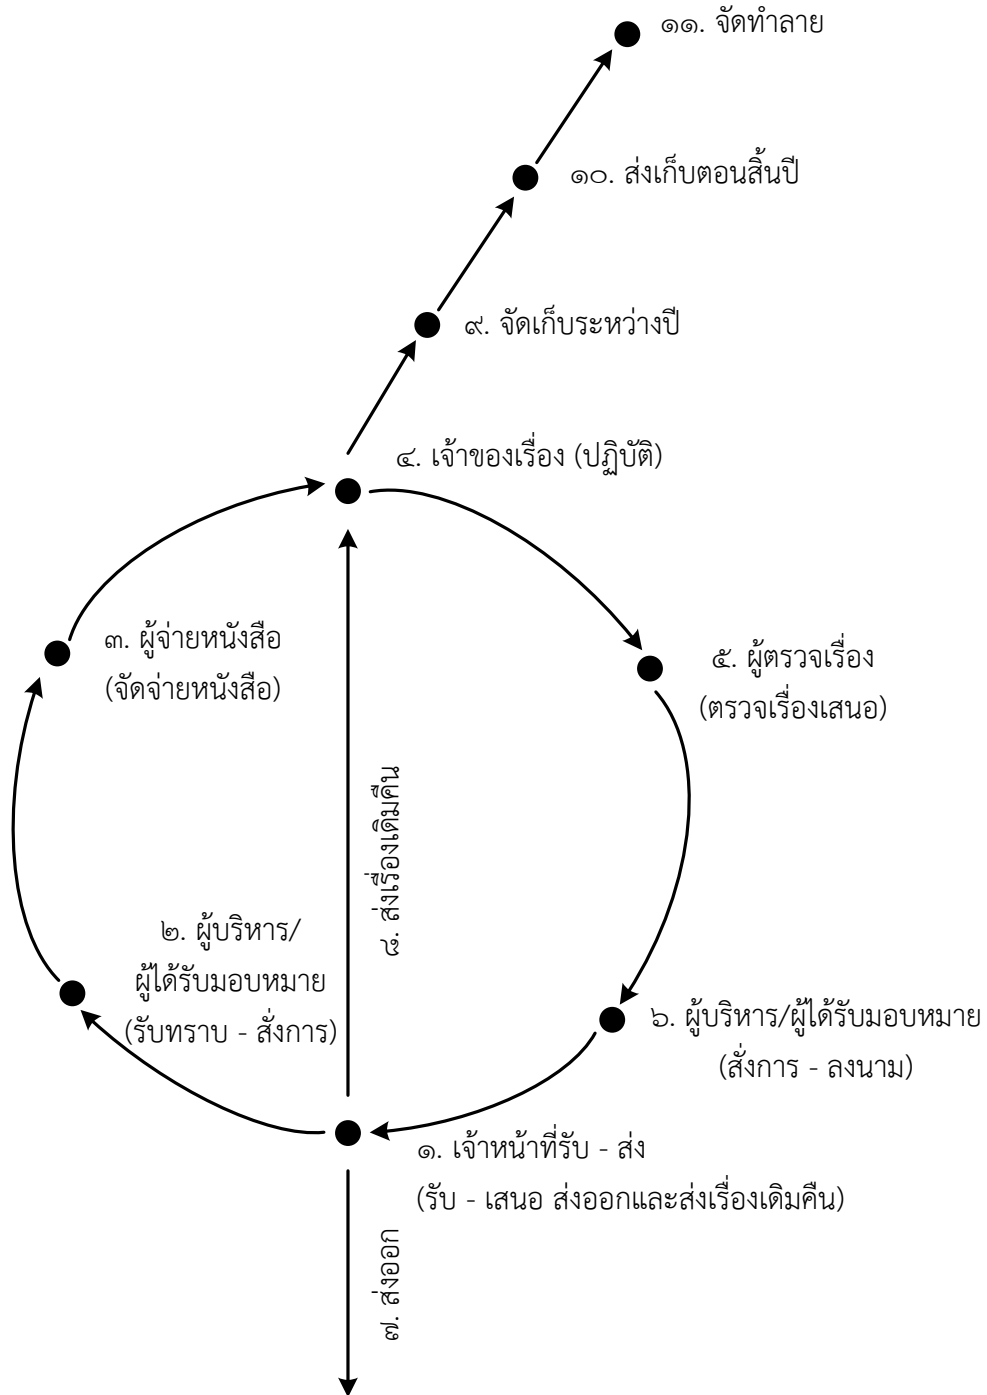 ๑๑. จัดทำลาย
๑๐. ส่งเก็บตอนสิ้นปี
๙. จัดเก็บระหว่างปี
๔. เจ้าของเรื่อง (ปฏิบัติ)
๓. ผู้จ่ายหนังสือ
(จัดจ่ายหนังสือ)
๕. ผู้ตรวจเรื่อง
(ตรวจเรื่องเสนอ)
๘. ส่งเรื่องเดิมคืน
๒. ผู้บริหาร/
ผู้ได้รับมอบหมาย
(รับทราบ - สั่งการ)
๖. ผู้บริหาร/ผู้ได้รับมอบหมาย
(สั่งการ - ลงนาม)
๑. เจ้าหน้าที่รับ - ส่ง
(รับ - เสนอ ส่งออกและส่งเรื่องเดิมคืน)
๗. ส่งออก